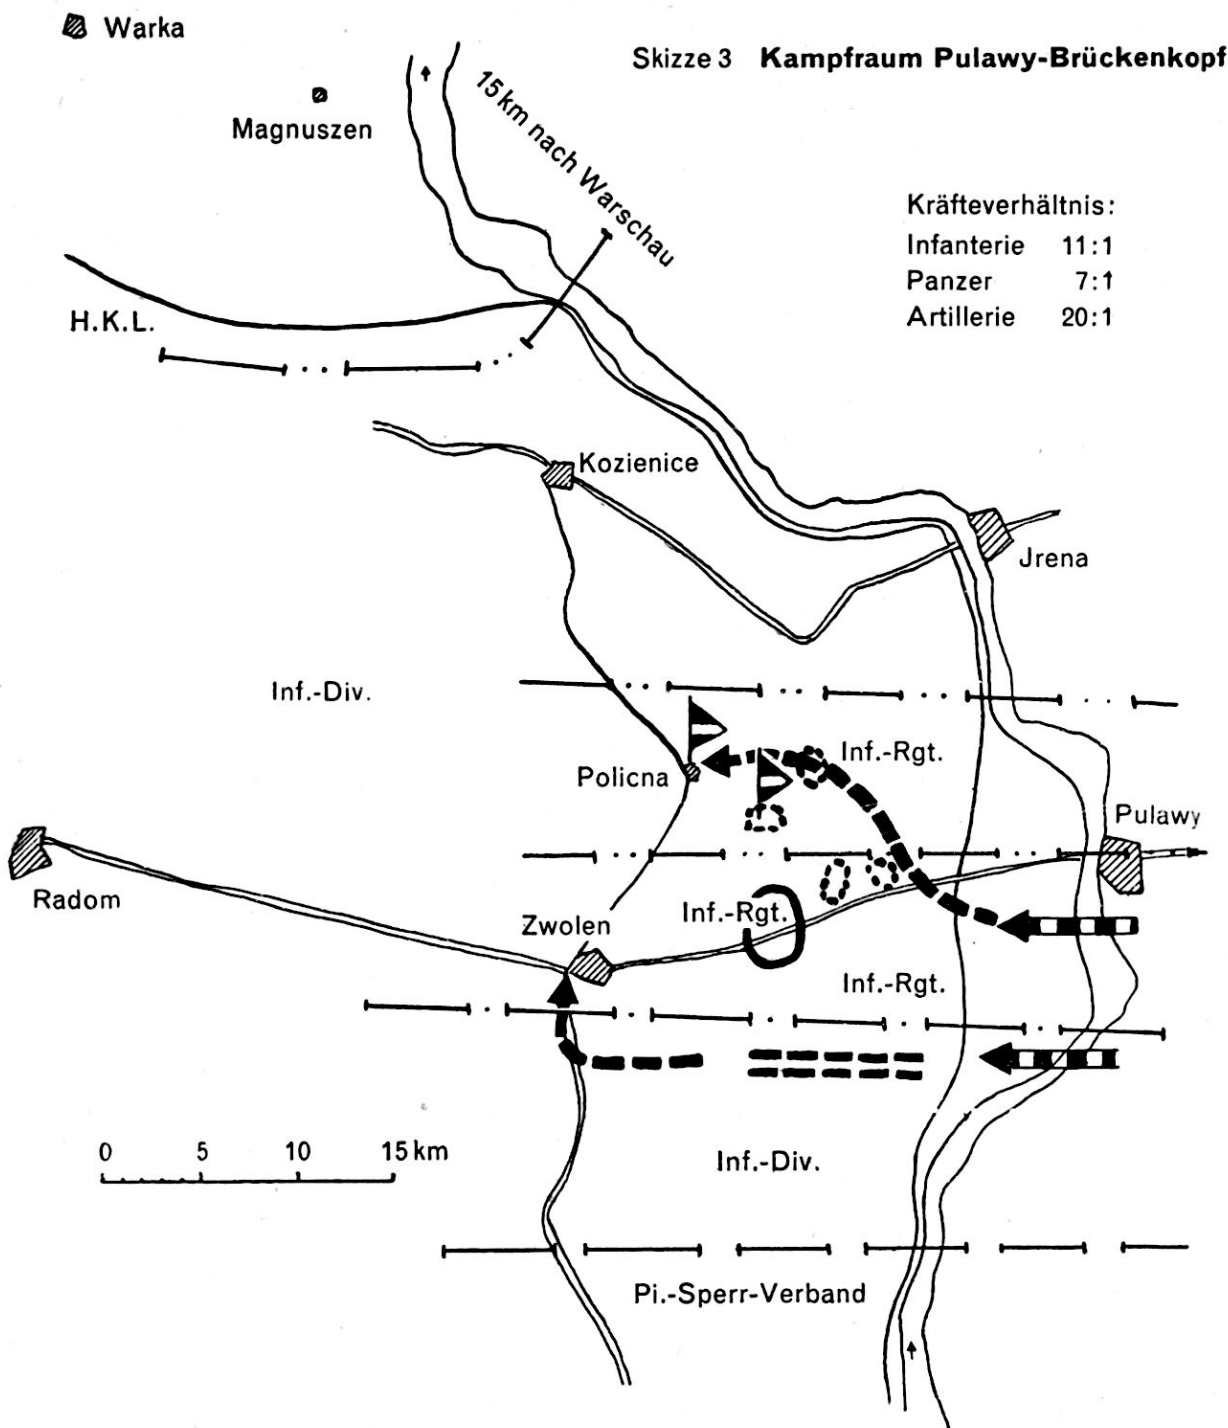 Warka
Skizze 3 Kampfraum Pulawy-Brückenkopf
Magnuszen
15 km nach Warschau
Kräfteverhältnis:
Infanterie 11:1
Panzer 7:1
Artillerie 20:1
H.K.L.
Kozienice
Jrena
Inf.-Div.
Inf.-Rgt.
Policna
Pulawy
Radom
Inf.-Rgt.
Zwolen
Inf.-Rgt.
0 5 10 15 km
Inf.-Div.
Pi.-Sperr-Verband